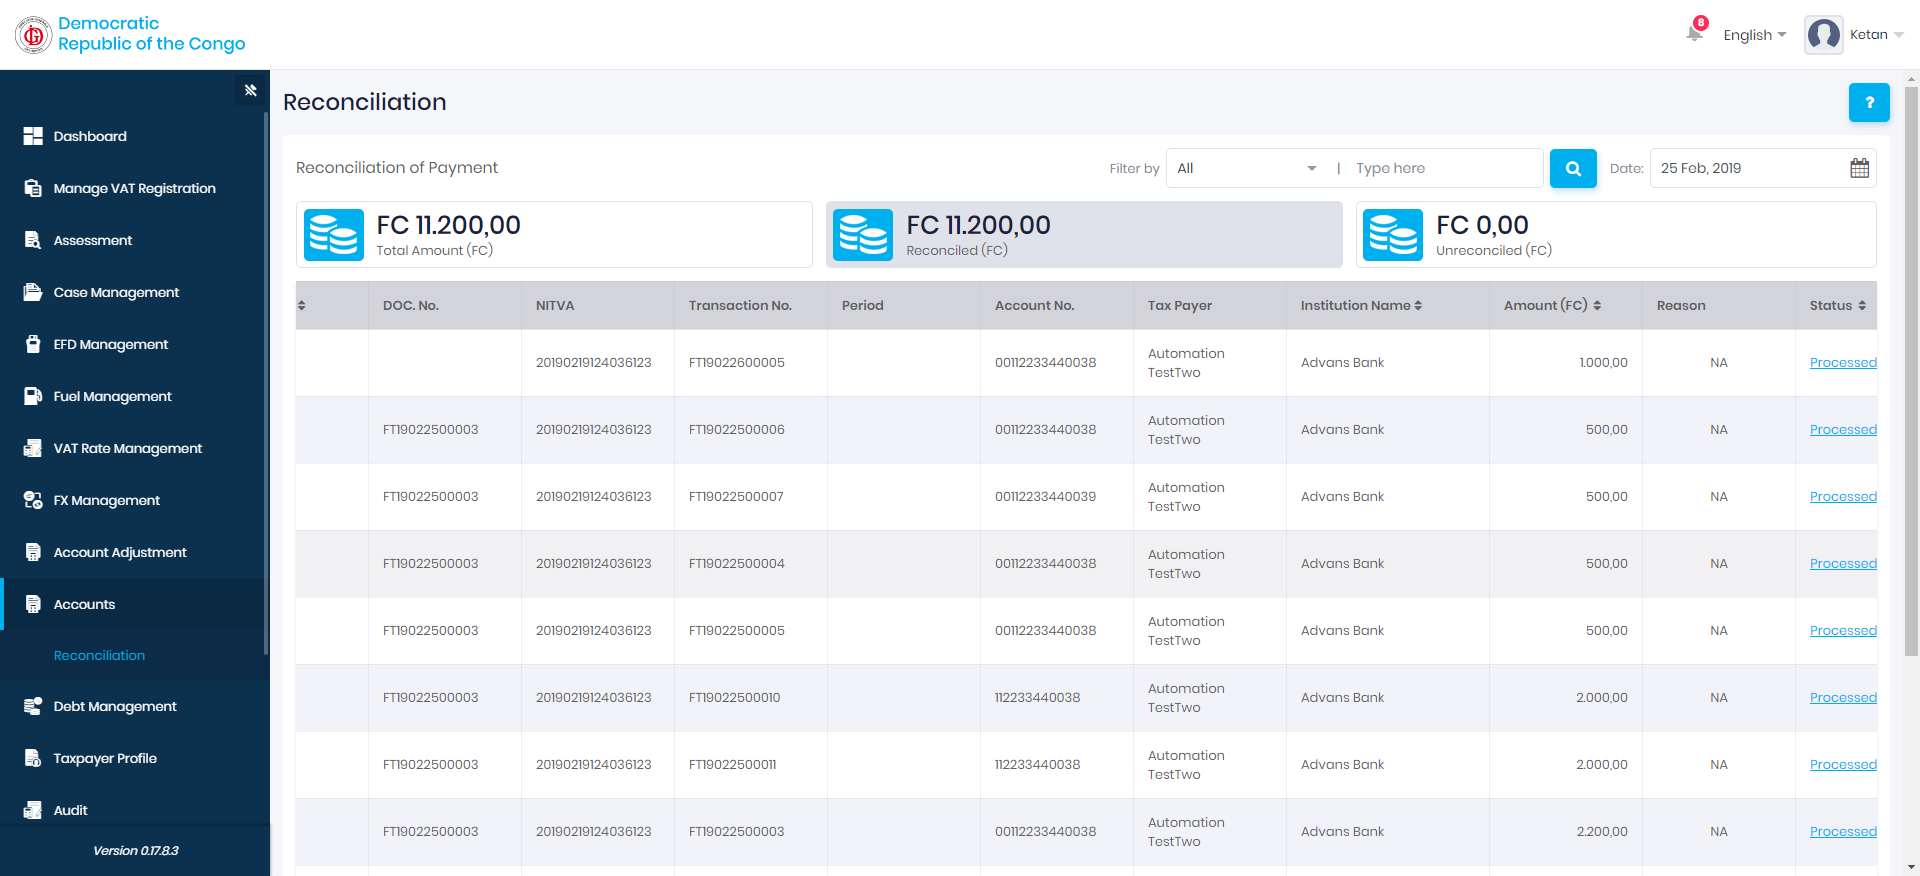 Democratic
Republic of the Congo
8
English
Ketan
Dashboard
Manage VAT Registration
Assessment
Case Management
EFD Management
Fuel Management
VAT Rate Management
FX Management
Account Adjustment
Accounts
Reconciliation
Debt Management
Taxpayer Profile
Audit
Version 0.17.8.3
Reconciliation
?
Reconciliation of Payment
Filter by All | Type here Date: 25 Feb, 2019
FC 11.200,00
Total Amount (FC)
FC 11.200,00
Reconciled (FC)
FC 0,00
Unreconciled (FC)
DOC. No. NITVA Transaction No. Period Account No. Tax Payer Institution Name Amount (FC) Reason Status
20190219124036123 FT19022600005 00112233440038 Automation TestTwo Advans Bank 1.000,00 NA Processed
FT19022500003 20190219124036123 FT19022500006 00112233440038 Automation TestTwo Advans Bank 500,00 NA Processed
FT19022500003 20190219124036123 FT19022500007 00112233440039 Automation TestTwo Advans Bank 500,00 NA Processed
FT19022500003 20190219124036123 FT19022500004 00112233440038 Automation TestTwo Advans Bank 500,00 NA Processed
FT19022500003 20190219124036123 FT19022500005 00112233440038 Automation TestTwo Advans Bank 500,00 NA Processed
FT19022500003 20190219124036123 FT19022500010 112233440038 Automation TestTwo Advans Bank 2.000,00 NA Processed
FT19022500003 20190219124036123 FT19022500011 112233440038 Automation TestTwo Advans Bank 2.000,00 NA Processed
FT19022500003 20190219124036123 FT19022500003 00112233440038 Automation TestTwo Advans Bank 2.200,00 NA Processed